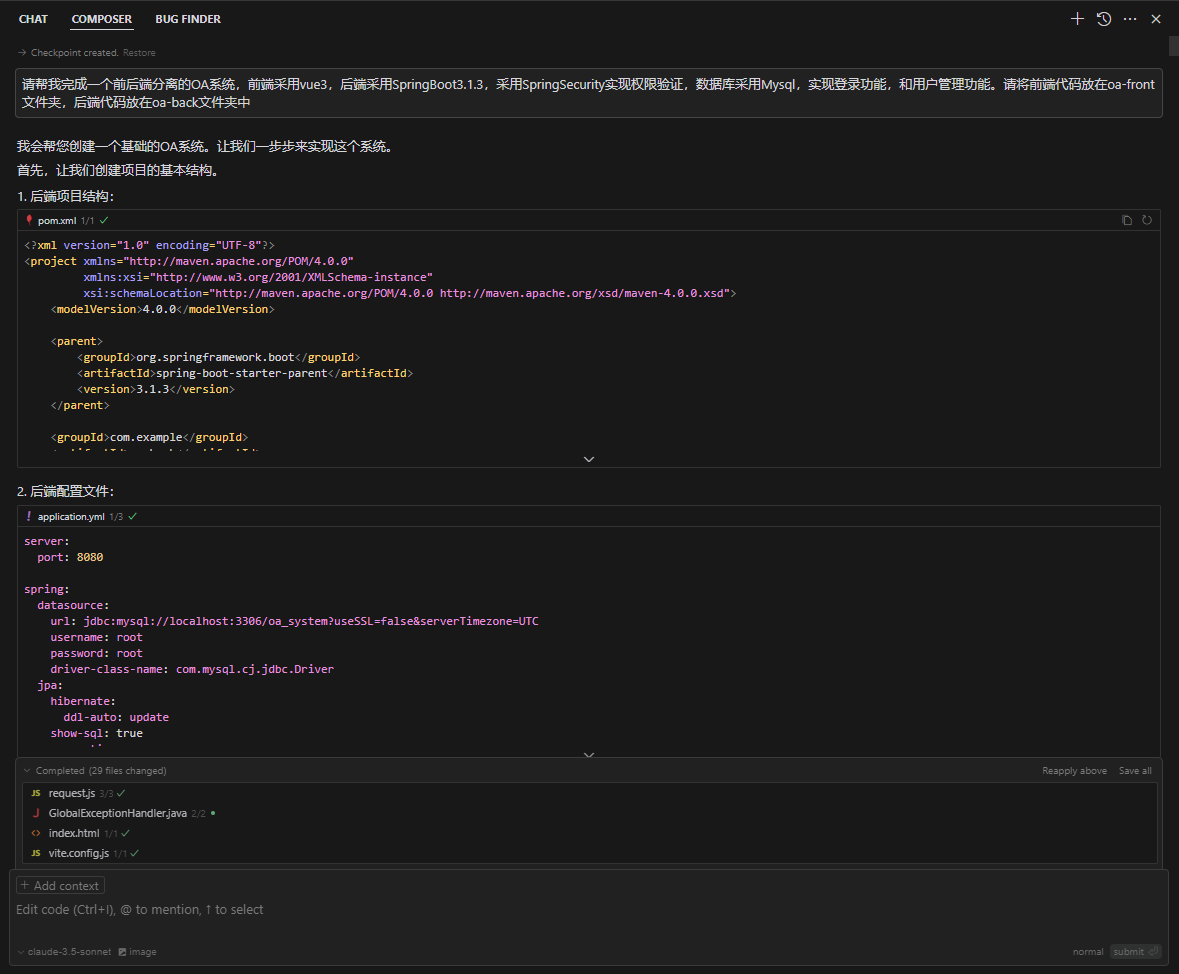 CHAT COMPOSER BUG FINDER
→ Checkpoint created. Restore
请帮我完成一个前后端分离的OA系统，前端采用vue3，后端采用SpringBoot3.1.3，采用SpringSecurity实现权限验证，数据库采用Mysql，实现登录功能，和用户管理功能。请将前端代码放在oa-front
文件夹，后端代码放在oa-back文件夹中
我会帮您创建一个基础的OA系统。让我们一步步来实现这个系统。
首先，让我们创建项目的基本结构。
1. 后端项目结构：
pom.xml 1/1 ✓
<?xml version="1.0" encoding="UTF-8"?>
<project xmlns="http://maven.apache.org/POM/4.0.0"
xmlns:xsi="http://www.w3.org/2001/XMLSchema-instance"
xsi:schemaLocation="http://maven.apache.org/POM/4.0.0 http://maven.apache.org/xsd/maven-4.0.0.xsd">
<modelVersion>4.0.0</modelVersion>
<parent>
<groupId>org.springframework.boot</groupId>
<artifactId>spring-boot-starter-parent</artifactId>
<version>3.1.3</version>
</parent>
<groupId>com.example</groupId>
2. 后端配置文件：
! application.yml 1/3 ✓
server:
port: 8080
spring:
datasource:
url: jdbc:mysql://localhost:3306/oa_system?useSSL=false&serverTimezone=UTC
username: root
password: root
driver-class-name: com.mysql.cj.jdbc.Driver
jpa:
hibernate:
ddl-auto: update
show-sql: true
Completed (29 files changed) Reapply above Save all
JS request.js 3/3 ✓
J GlobalExceptionHandler.java 2/2 •
<> index.html 1/1 ✓
JS vite.config.js 1/1 ✓
+ Add context
Edit code (Ctrl+I), @ to mention, ↑ to select
claude-3.5-sonnet image normal submit